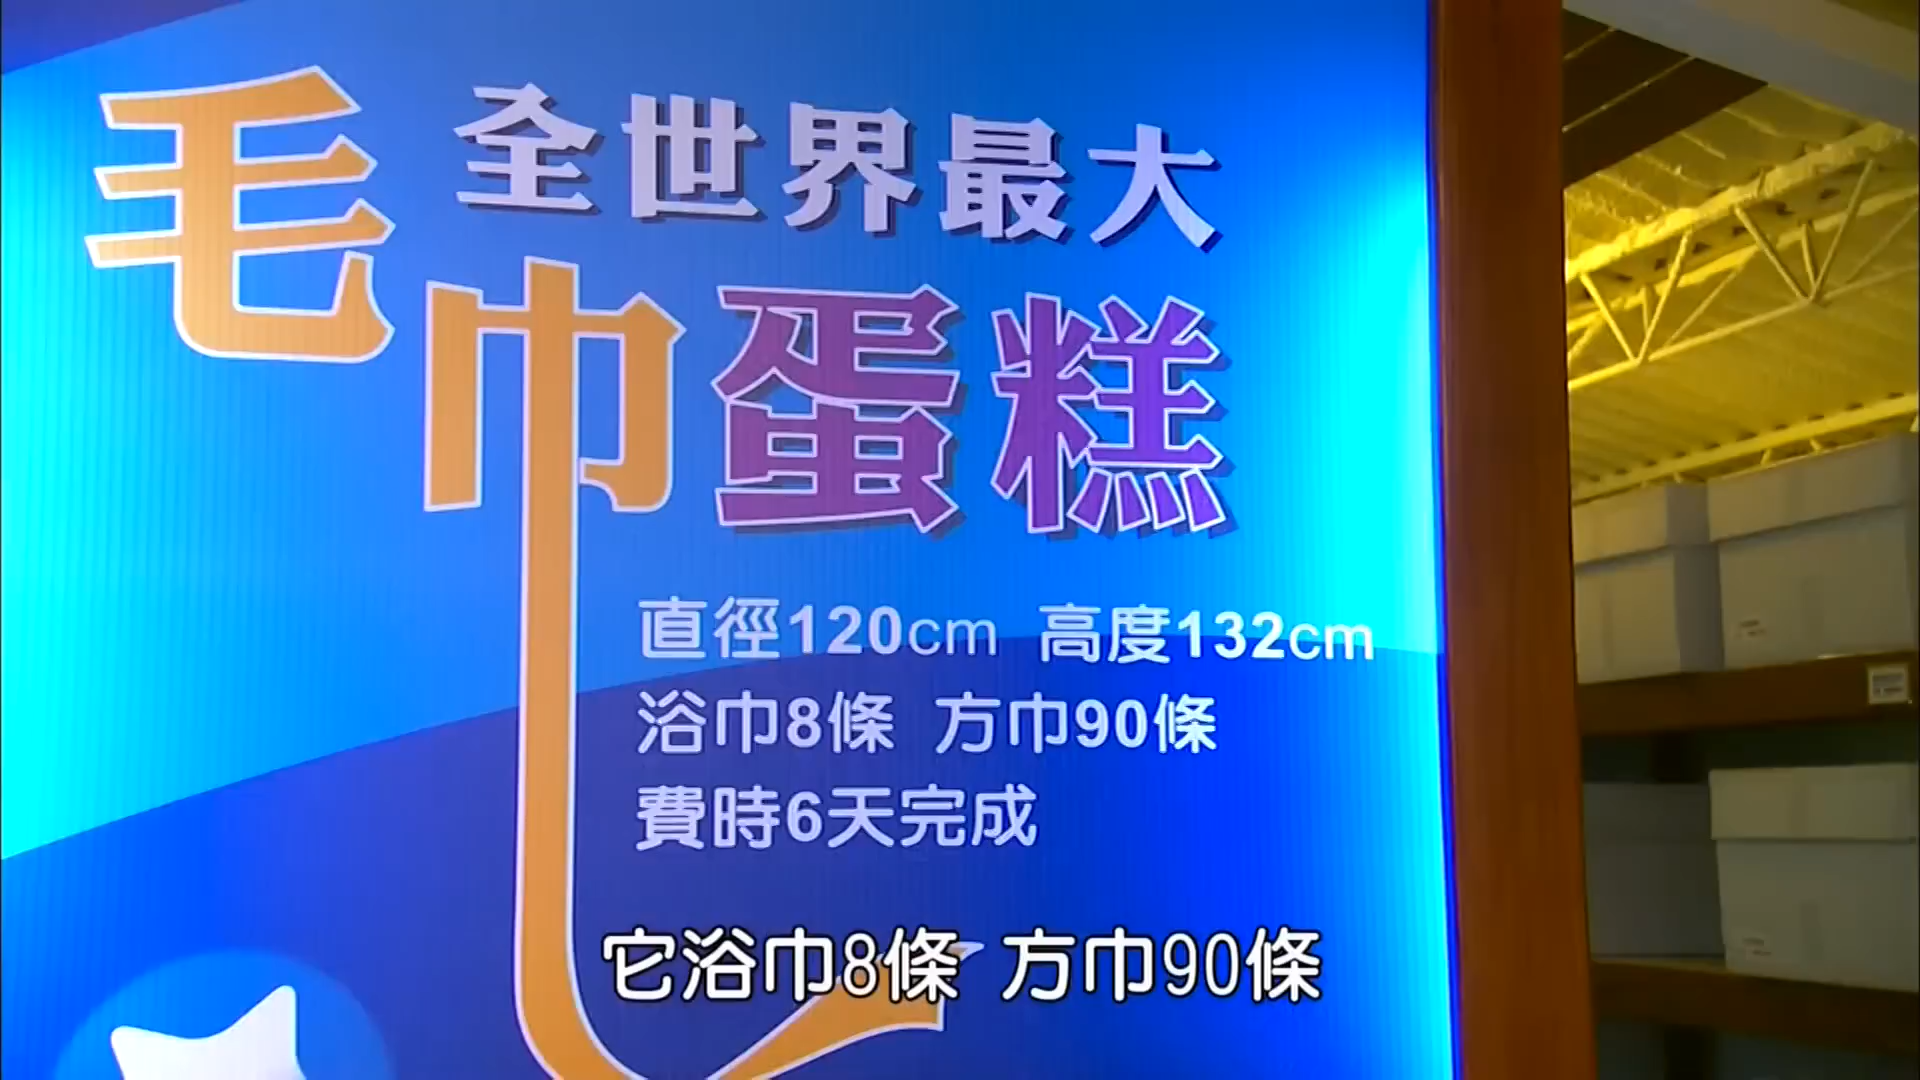 全世界最大
毛巾蛋糕
直徑120cm 高度132cm
浴巾8條 方巾90條
費時6天完成
它浴巾8條 方巾90條